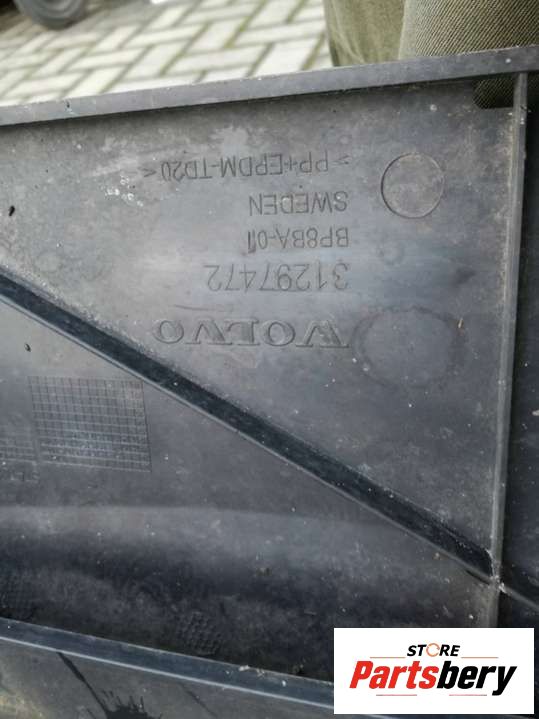 VOLVO
31297472
BP8BA-01
SWEDEN
>PP+EPDM-TD20<
STORE
Partsbery